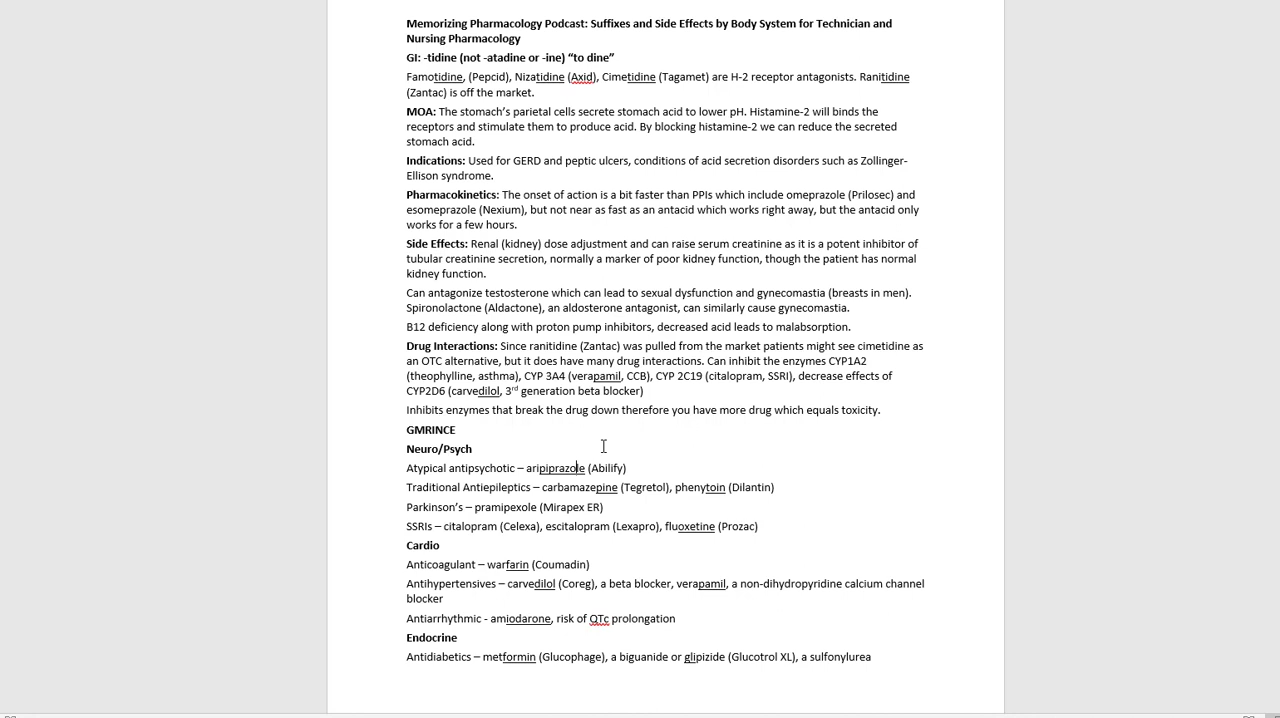 Memorizing Pharmacology Podcast: Suffixes and Side Effects by Body System for Technician and
Nursing Pharmacology
GI: -tidine (not -atadine or -ine) “to dine”
Famotidine, (Pepcid), Nizatidine (Axid), Cimetidine (Tagamet) are H-2 receptor antagonists. Ranitidine
(Zantac) is off the market.
MOA: The stomach’s parietal cells secrete stomach acid to lower pH. Histamine-2 will binds the
receptors and stimulate them to produce acid. By blocking histamine-2 we can reduce the secreted
stomach acid.
Indications: Used for GERD and peptic ulcers, conditions of acid secretion disorders such as Zollinger-
Ellison syndrome.
Pharmacokinetics: The onset of action is a bit faster than PPIs which include omeprazole (Prilosec) and
esomeprazole (Nexium), but not near as fast as an antacid which works right away, but the antacid only
works for a few hours.
Side Effects: Renal (kidney) dose adjustment and can raise serum creatinine as it is a potent inhibitor of
tubular creatinine secretion, normally a marker of poor kidney function, though the patient has normal
kidney function.
Can antagonize testosterone which can lead to sexual dysfunction and gynecomastia (breasts in men).
Spironolactone (Aldactone), an aldosterone antagonist, can similarly cause gynecomastia.
B12 deficiency along with proton pump inhibitors, decreased acid leads to malabsorption.
Drug Interactions: Since ranitidine (Zantac) was pulled from the market patients might see cimetidine as
an OTC alternative, but it does have many drug interactions. Can inhibit the enzymes CYP1A2
(theophylline, asthma), CYP 3A4 (verapamil, CCB), CYP 2C19 (citalopram, SSRI), decrease effects of
CYP2D6 (carvedilol, 3rd generation beta blocker)
Inhibits enzymes that break the drug down therefore you have more drug which equals toxicity.
GMRINCE
Neuro/Psych
Atypical antipsychotic – aripiprazole (Abilify)
Traditional Antiepileptics – carbamazepine (Tegretol), phenytoin (Dilantin)
Parkinson’s – pramipexole (Mirapex ER)
SSRIs – citalopram (Celexa), escitalopram (Lexapro), fluoxetine (Prozac)
Cardio
Anticoagulant – warfarin (Coumadin)
Antihypertensives – carvedilol (Coreg), a beta blocker, verapamil, a non-dihydropyridine calcium channel
blocker
Antiarrhythmic - amiodarone, risk of QTc prolongation
Endocrine
Antidiabetics – metformin (Glucophage), a biguanide or glipizide (Glucotrol XL), a sulfonylurea